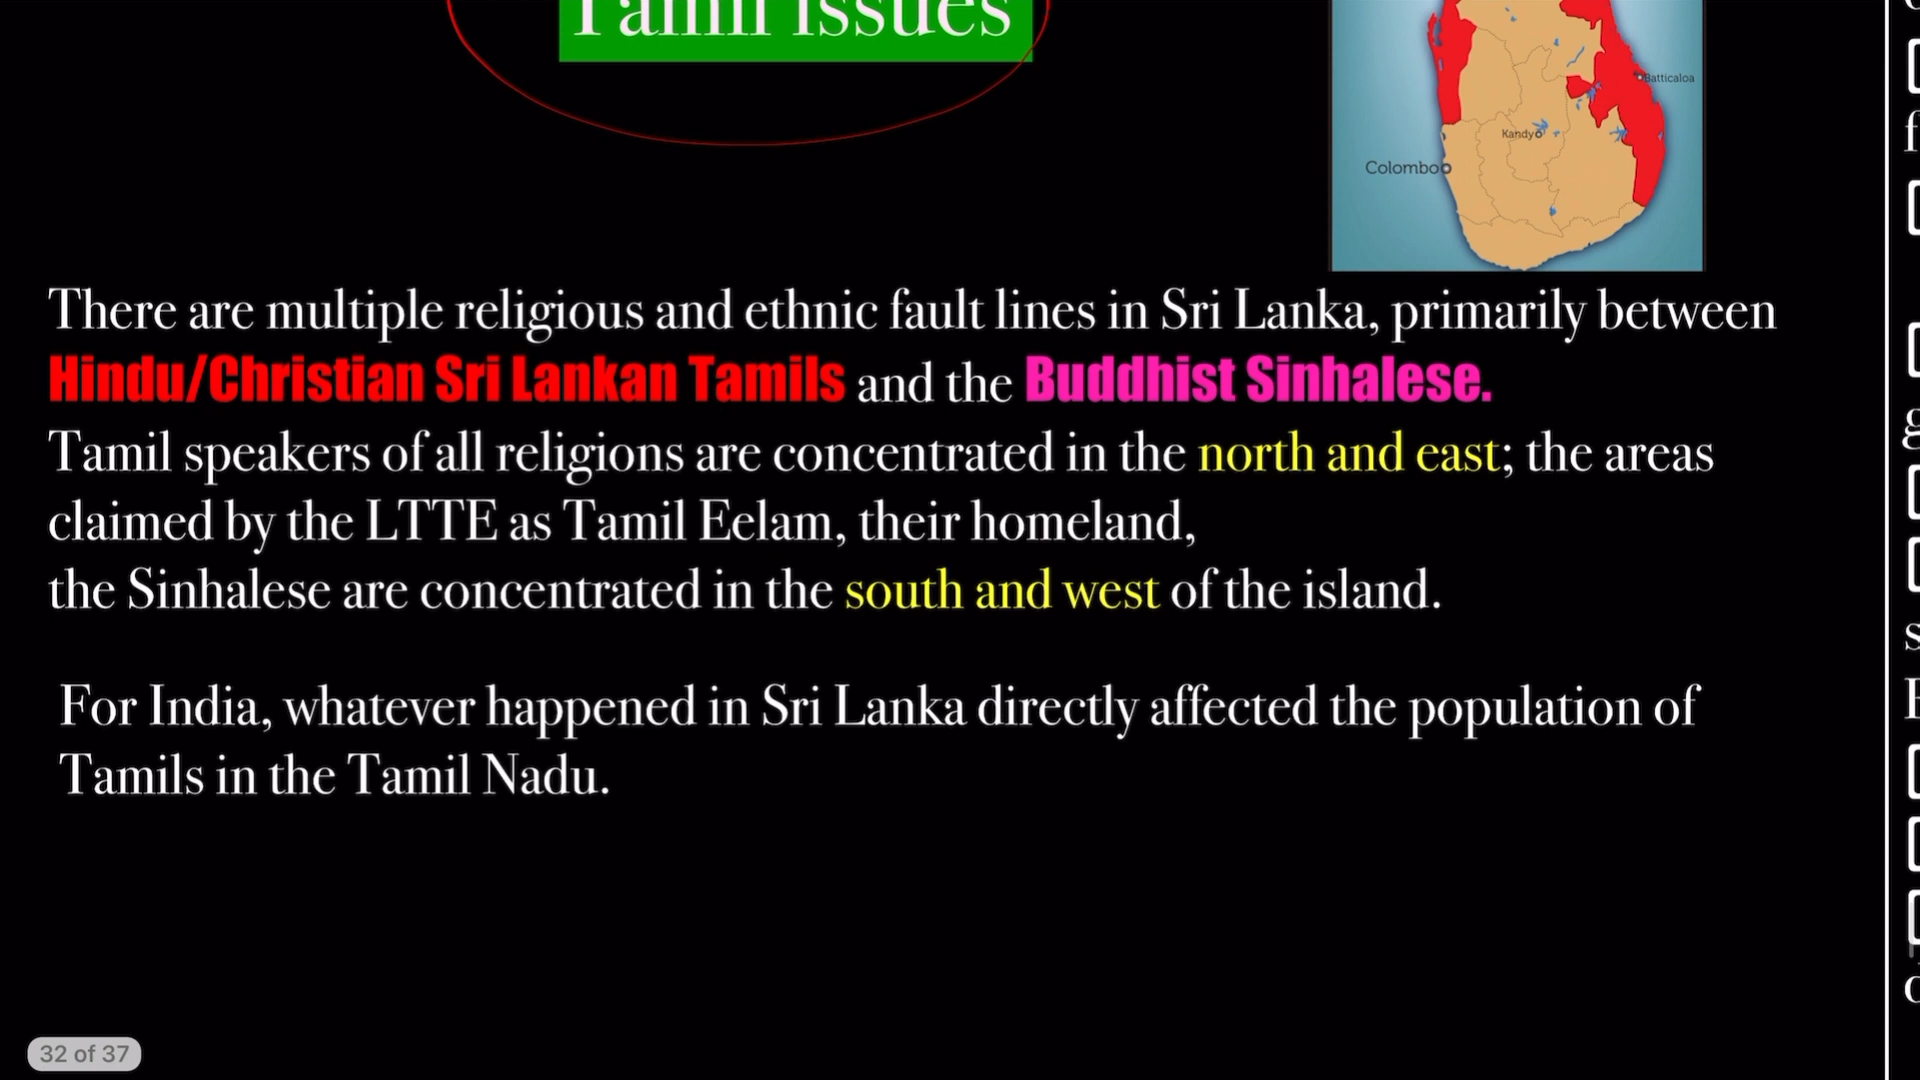 Tamil Issues
Batticaloa
Kandy
Colombo
There are multiple religious and ethnic fault lines in Sri Lanka, primarily between
Hindu/Christian Sri Lankan Tamils and the Buddhist Sinhalese.
Tamil speakers of all religions are concentrated in the north and east; the areas
claimed by the LTTE as Tamil Eelam, their homeland,
the Sinhalese are concentrated in the south and west of the island.
For India, whatever happened in Sri Lanka directly affected the population of
Tamils in the Tamil Nadu.
32 of 37